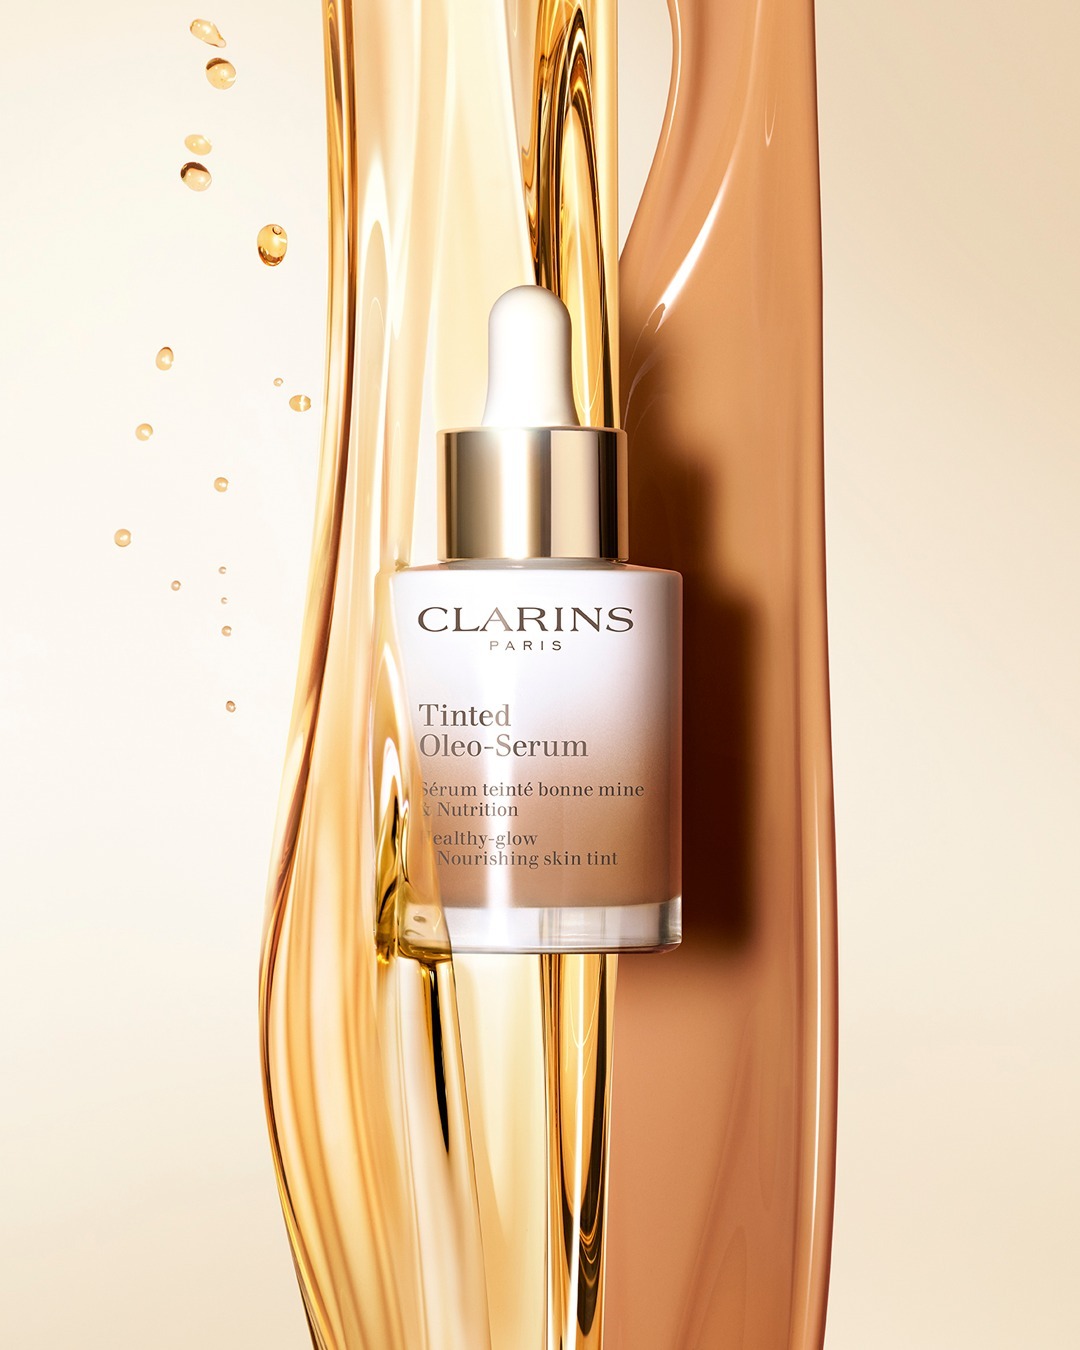 CLARINS
PARIS
Tinted
Oleo-Serum
Sérum teinté bonne mine
& Nutrition
ealthy-glow
Nourishing skin tint